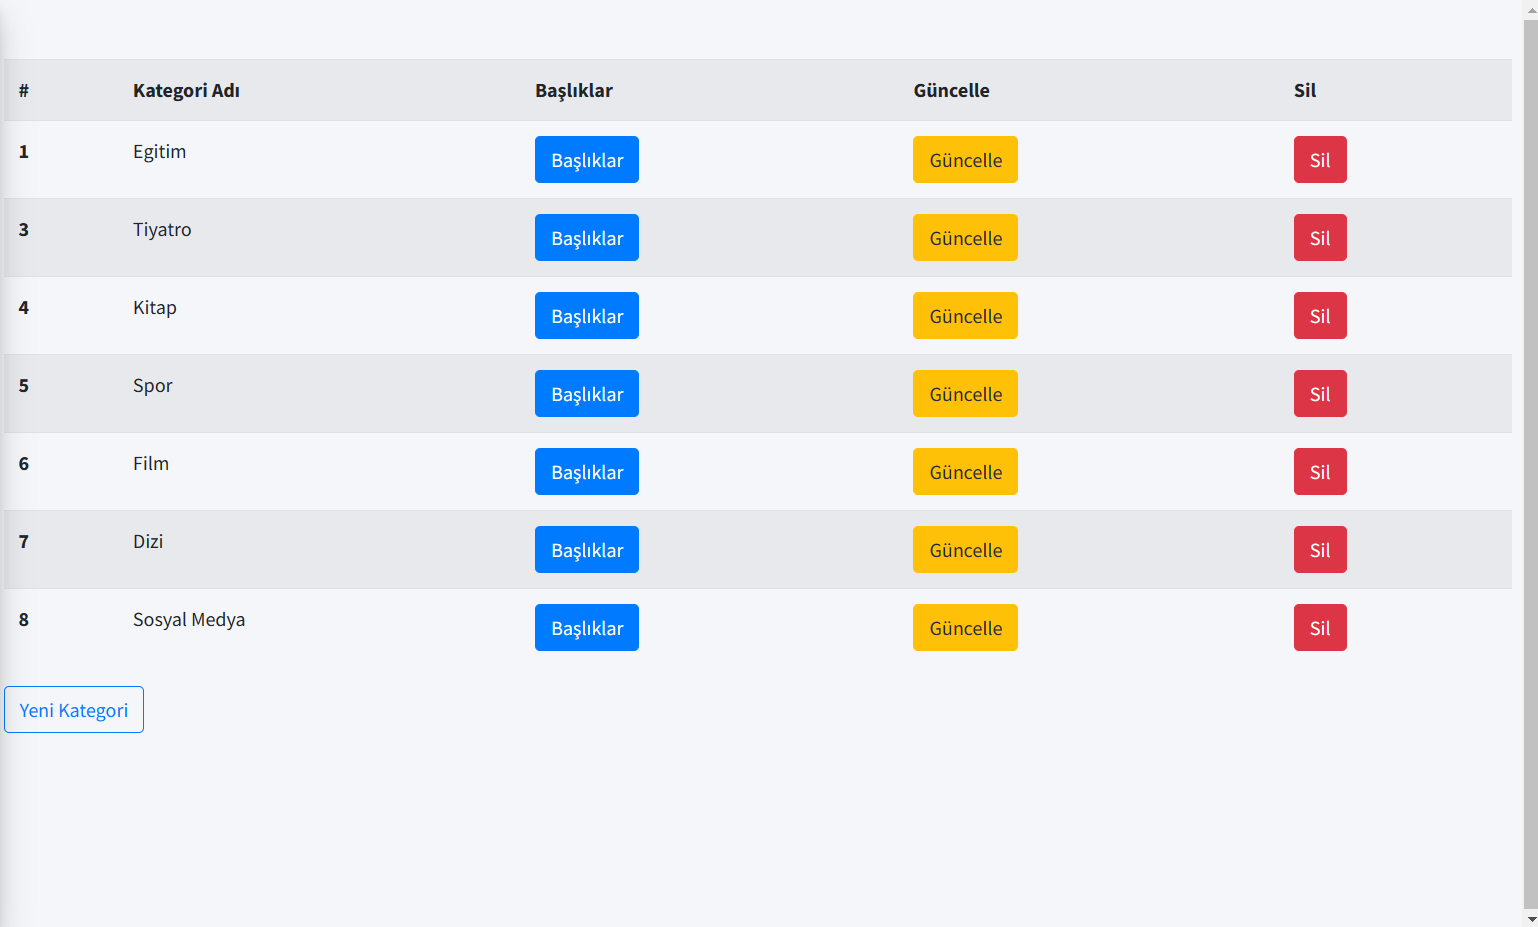 # Kategori Adı Başlıklar Güncelle Sil
1 Egitim Başlıklar Güncelle Sil
3 Tiyatro Başlıklar Güncelle Sil
4 Kitap Başlıklar Güncelle Sil
5 Spor Başlıklar Güncelle Sil
6 Film Başlıklar Güncelle Sil
7 Dizi Başlıklar Güncelle Sil
8 Sosyal Medya Başlıklar Güncelle Sil
Yeni Kategori